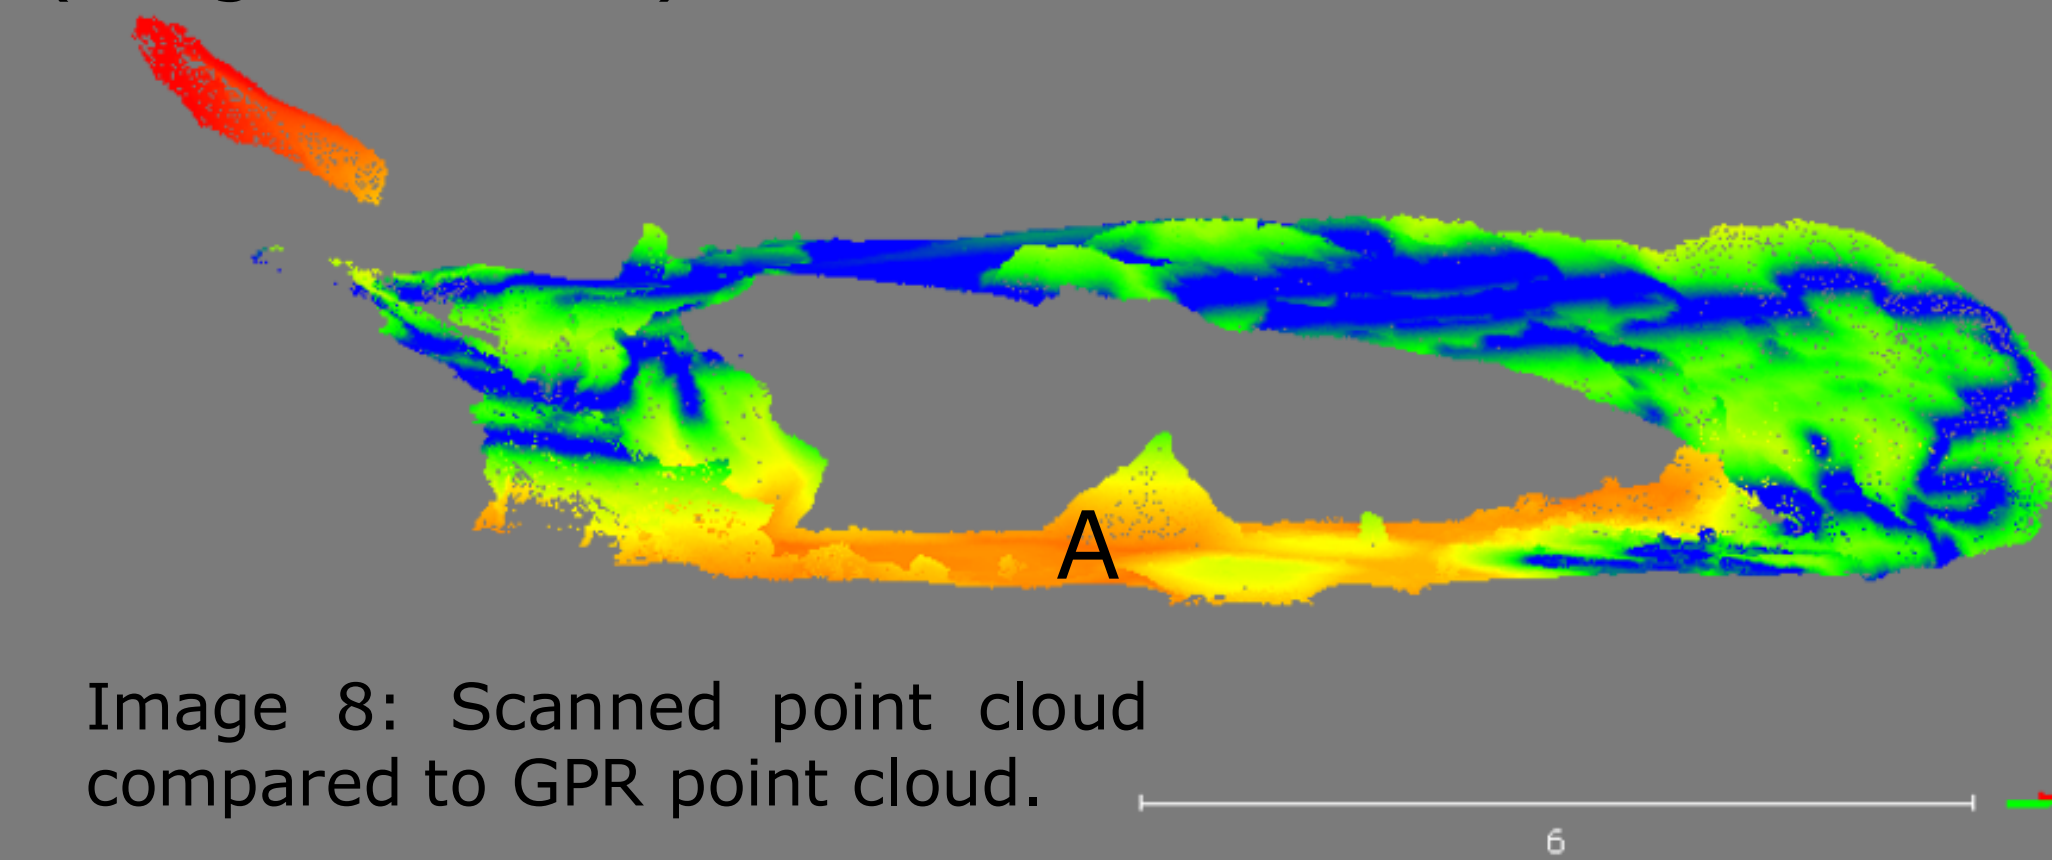 A
Image 8: Scanned point cloud
compared to GPR point cloud.
6